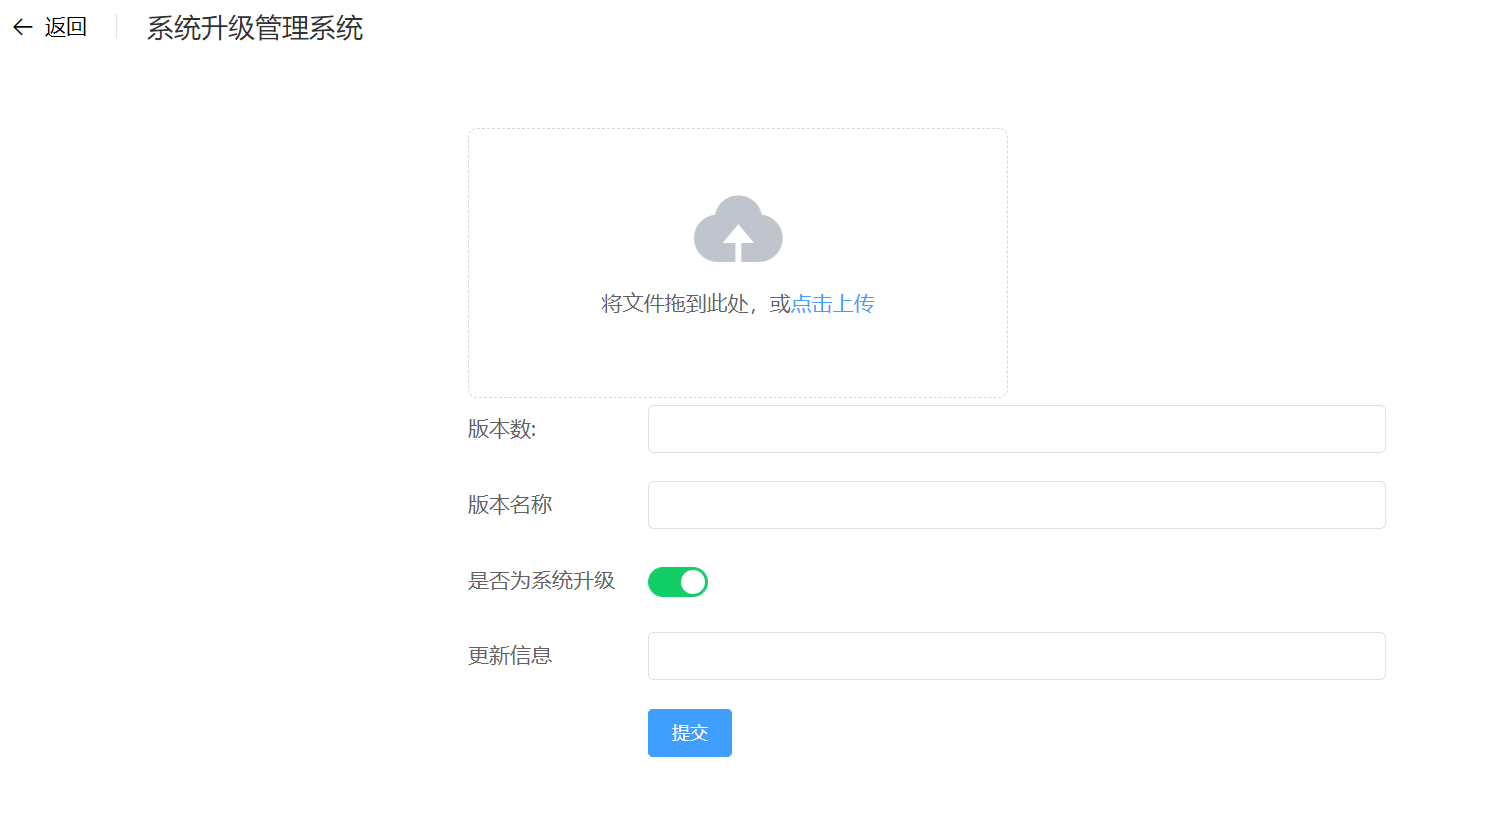 返回 系统升级管理系统
将文件拖到此处，或点击上传
版本数:
版本名称
是否为系统升级
更新信息
提交